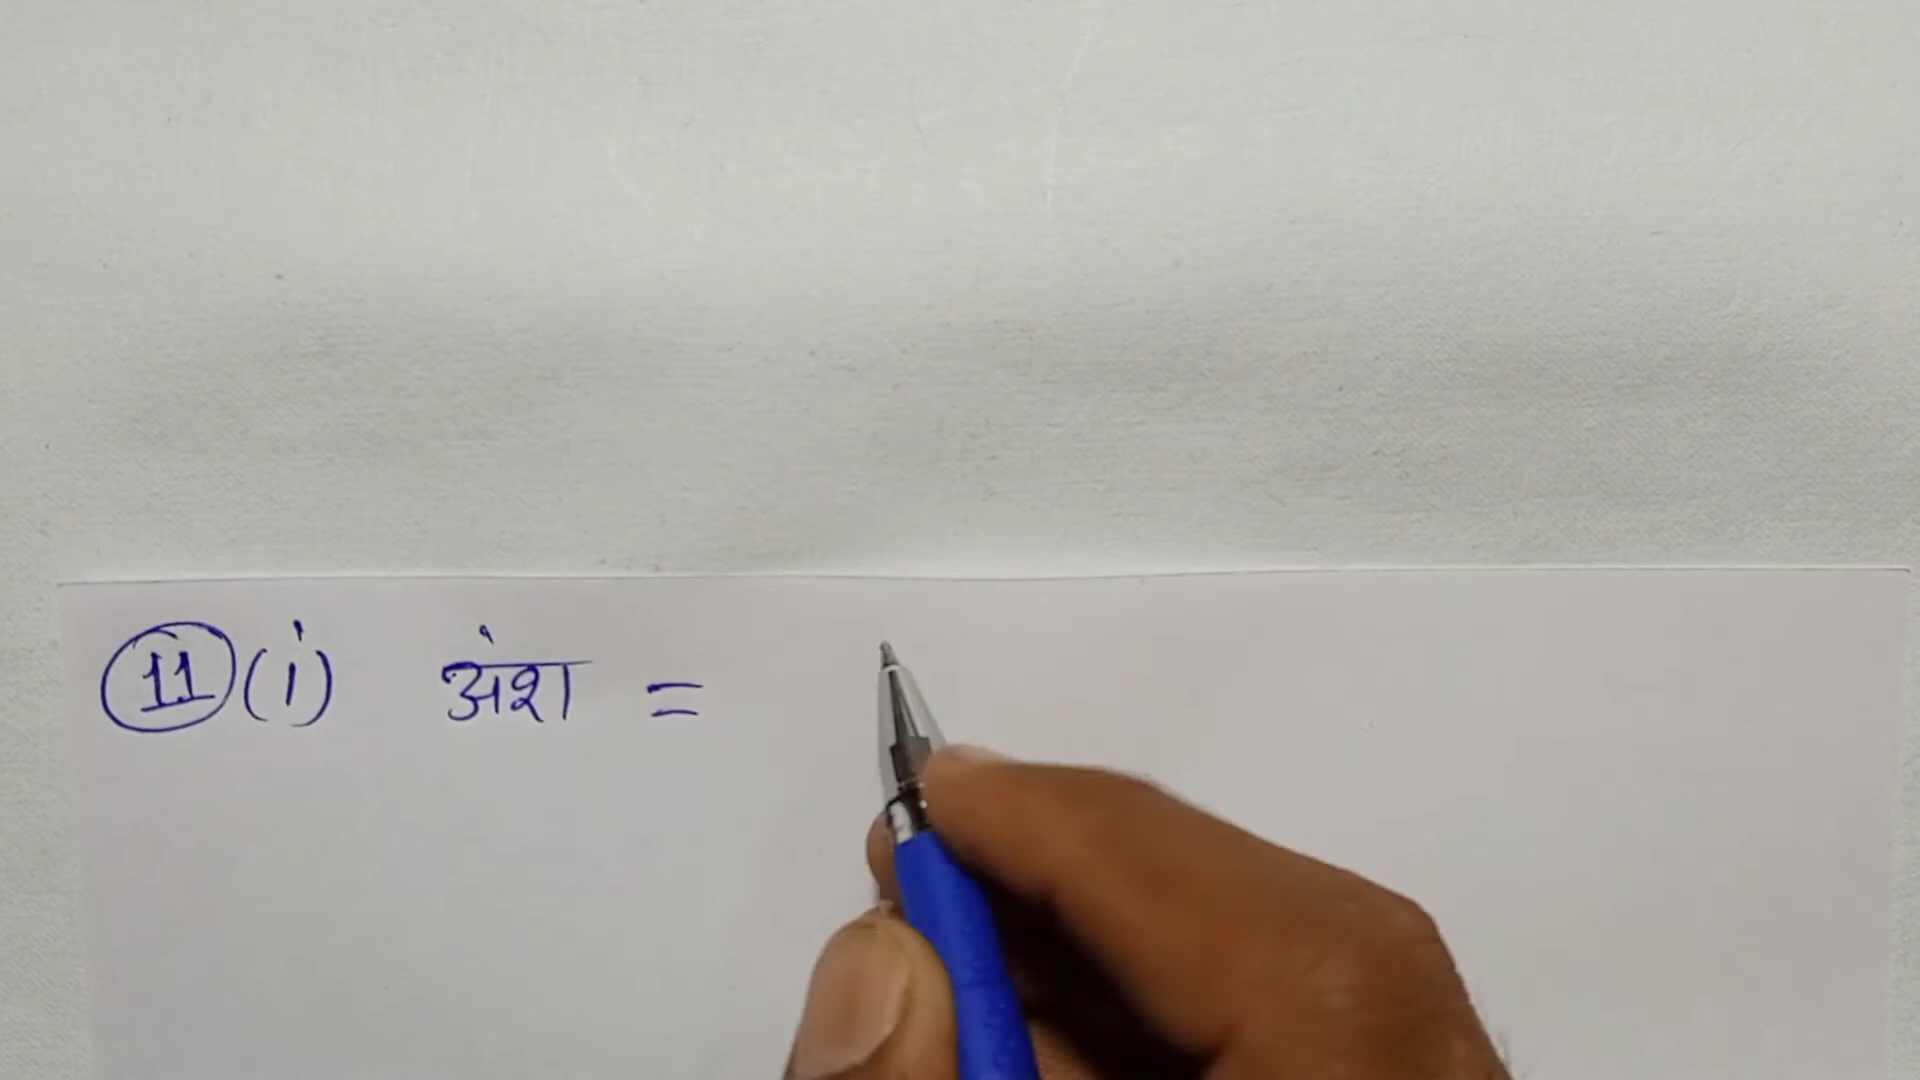 11 (i) अंश =